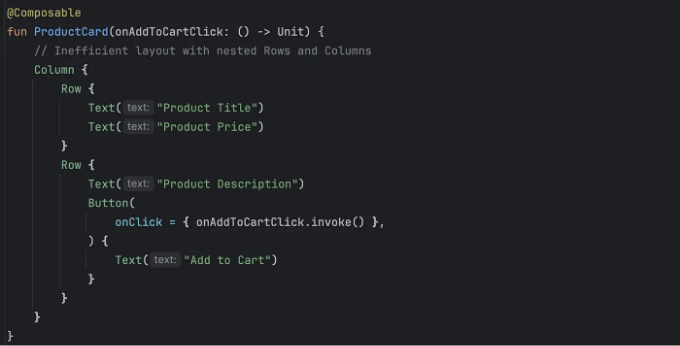 @Composable
fun ProductCard(onAddToCartClick: () -> Unit) {
    // Inefficient layout with nested Rows and Columns
    Column {
        Row {
            Text( text: "Product Title")
            Text( text: "Product Price")
        }
        Row {
            Text( text: "Product Description")
            Button(
                onClick = { onAddToCartClick.invoke() },
            ) {
                Text( text: "Add to Cart")
            }
        }
    }
}